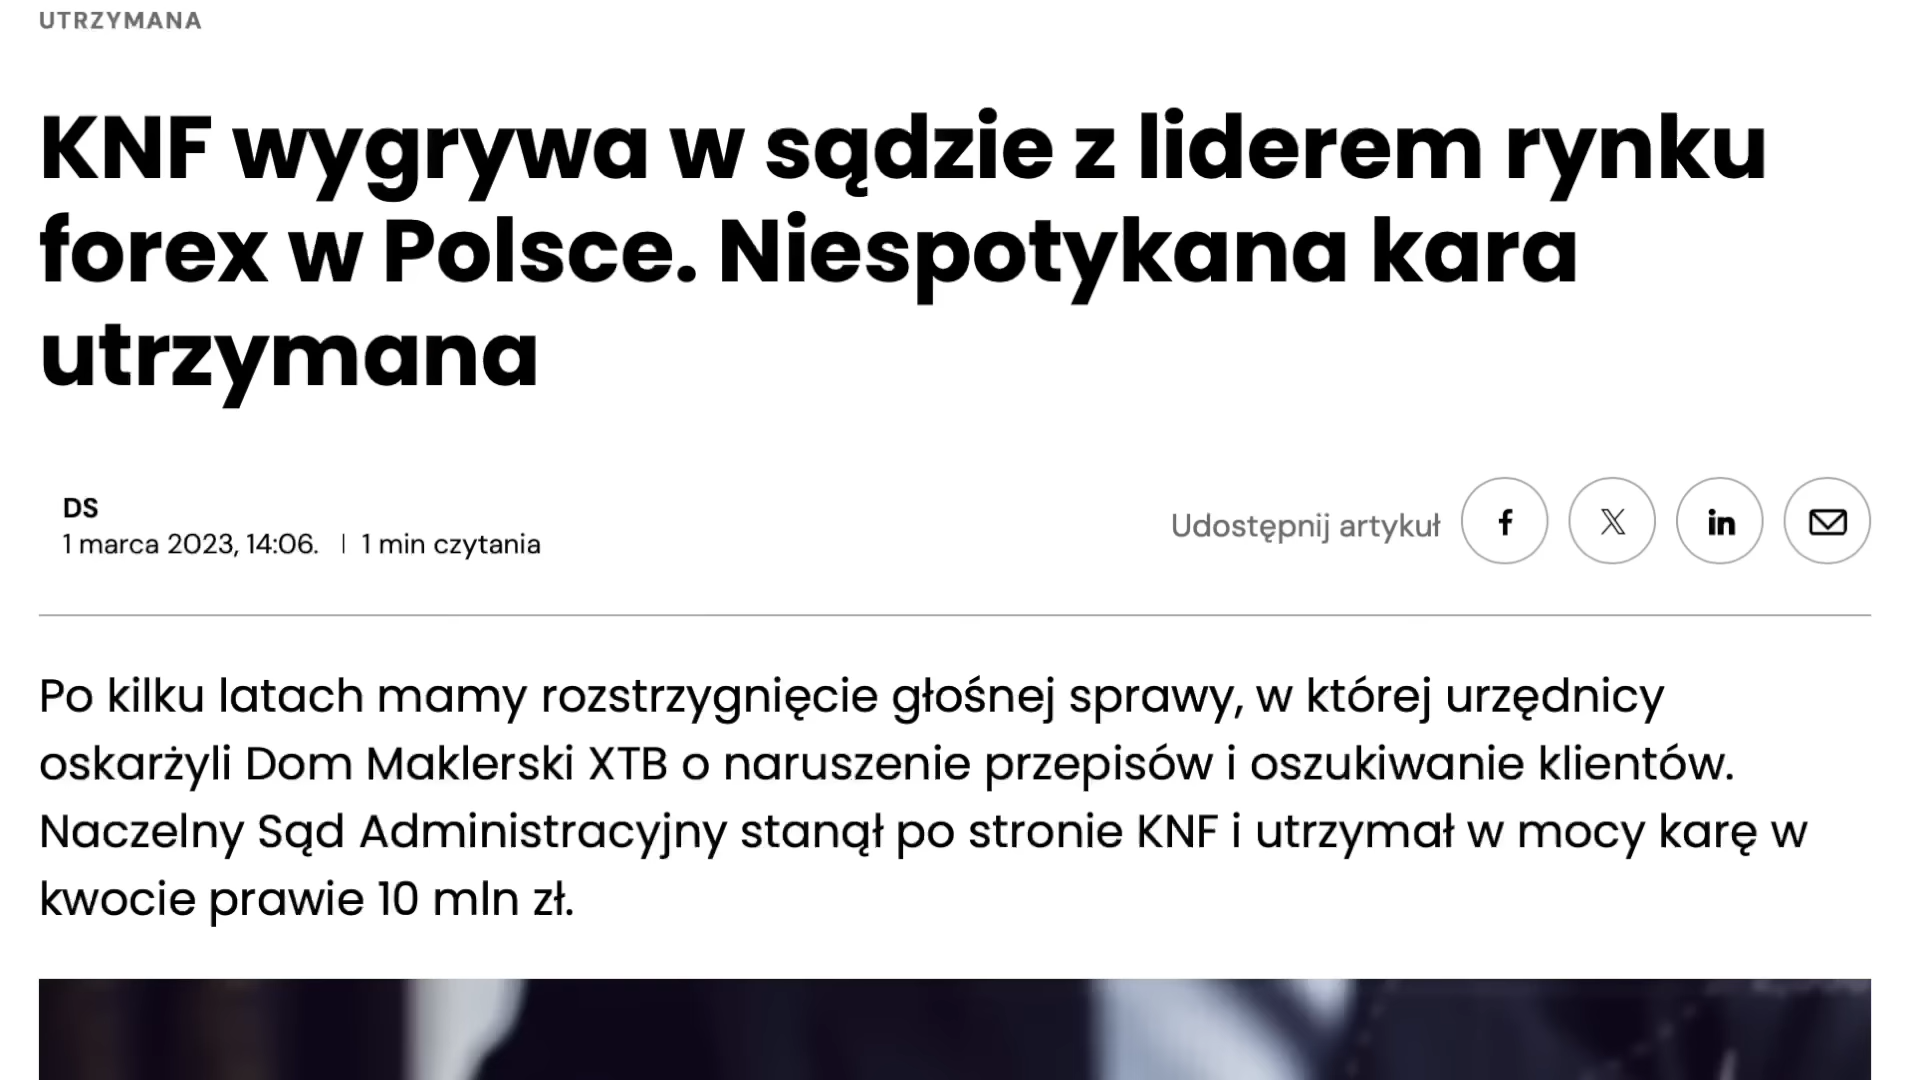 UTRZYMANA
KNF wygrywa w sądzie z liderem rynku
forex w Polsce. Niespotykana kara
utrzymana
DS
1 marca 2023, 14:06. | 1 min czytania
Udostępnij artykuł
Po kilku latach mamy rozstrzygnięcie głośnej sprawy, w której urzędnicy
oskarżyli Dom Maklerski XTB o naruszenie przepisów i oszukiwanie klientów.
Naczelny Sąd Administracyjny stanął po stronie KNF i utrzymał w mocy karę w
kwocie prawie 10 mln zł.